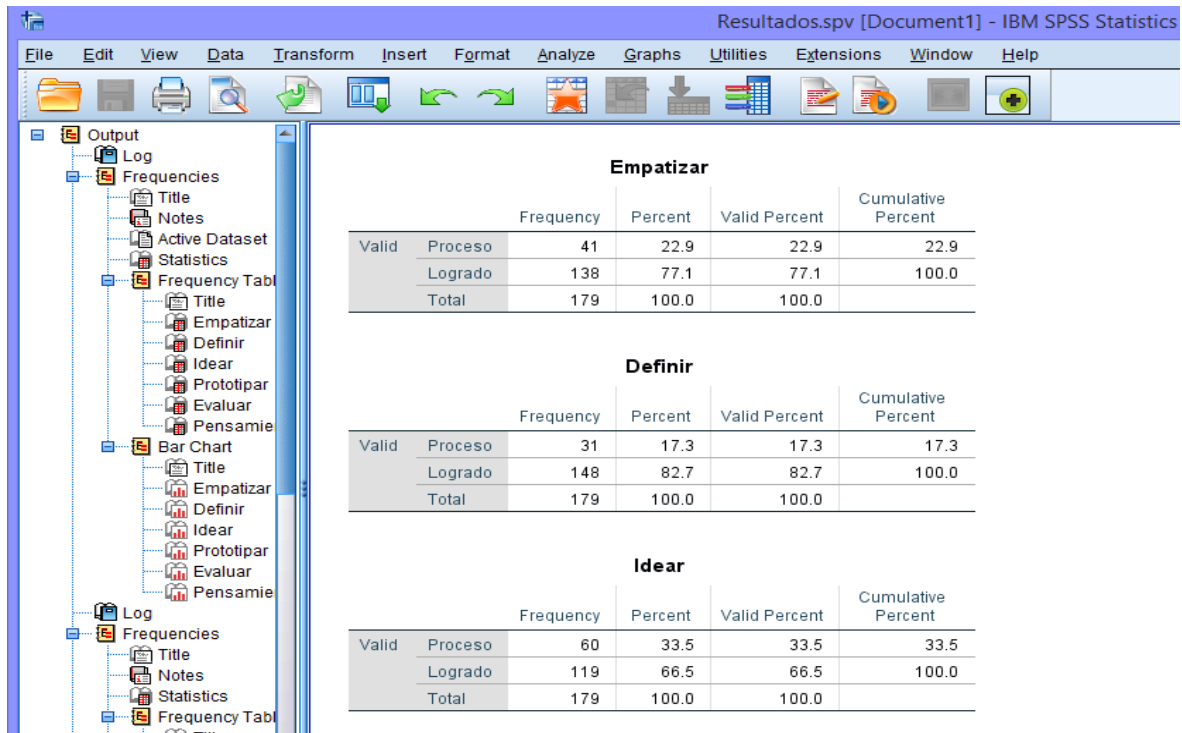 Resultados.spv [Document1] - IBM SPSS Statistics
File Edit View Data Transform Insert Format Analyze Graphs Utilities Extensions Window Help
Output
Log
Frequencies
Title
Notes
Active Dataset
Statistics
Frequency Tabl
Title
Empatizar
Definir
Idear
Prototipar
Evaluar
Pensamie
Bar Chart
Title
Empatizar
Definir
Idear
Prototipar
Evaluar
Pensamie
Log
Frequencies
Title
Notes
Statistics
Frequency Tabl
Empatizar
Frequency Percent Valid Percent Cumulative Percent
Valid Proceso 41 22.9 22.9 22.9
Logrado 138 77.1 77.1 100.0
Total 179 100.0 100.0
Definir
Frequency Percent Valid Percent Cumulative Percent
Valid Proceso 31 17.3 17.3 17.3
Logrado 148 82.7 82.7 100.0
Total 179 100.0 100.0
Idear
Frequency Percent Valid Percent Cumulative Percent
Valid Proceso 60 33.5 33.5 33.5
Logrado 119 66.5 66.5 100.0
Total 179 100.0 100.0